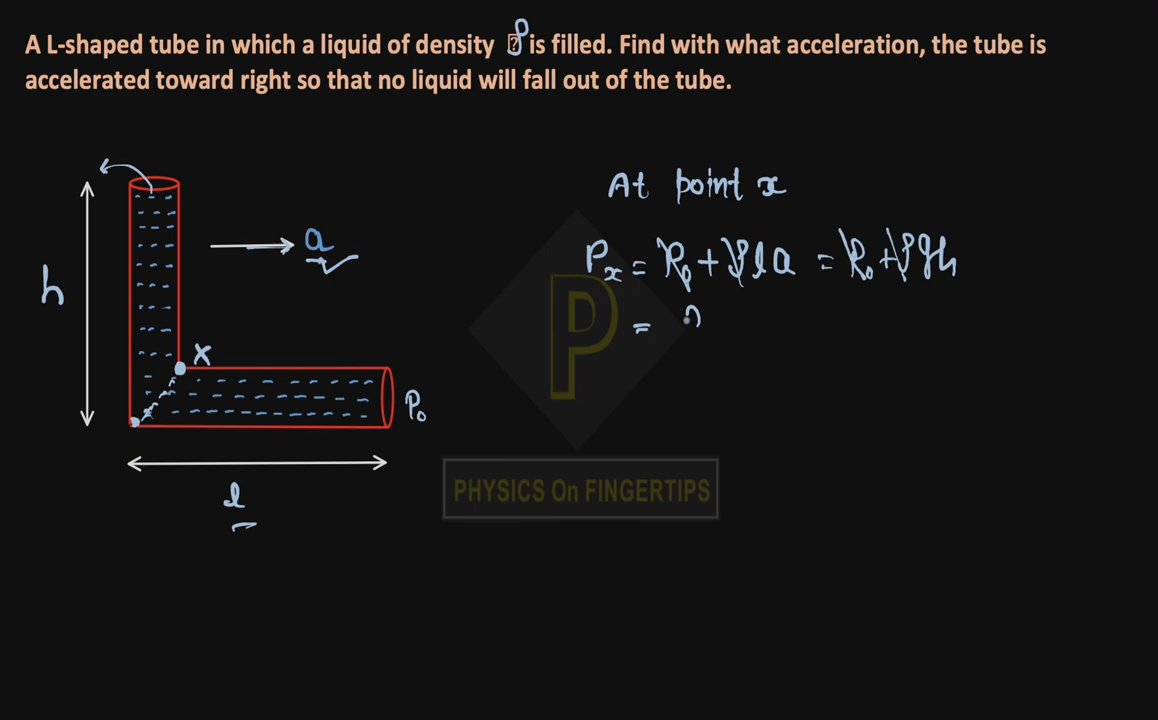 A L-shaped tube in which a liquid of density ρ is filled. Find with what acceleration, the tube is
accelerated toward right so that no liquid will fall out of the tube.
At point x
a
Pₓ = P₀ + ρla = P₀ + ρgh
h
=
X
P₀
PHYSICS On FINGERTIPS
l